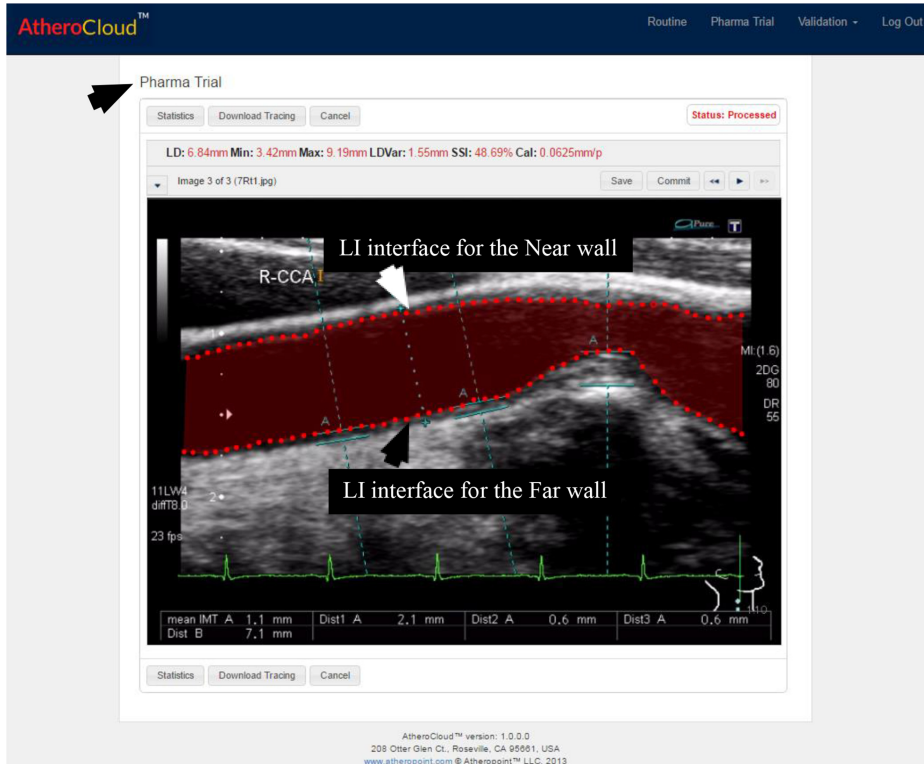 AtheroCloud™
Routine Pharma Trial Validation Log Out
Pharma Trial
Statistics Download Tracing Cancel
Status: Processed
LD: 6.84mm Min: 3.42mm Max: 9.19mm LDVar: 1.55mm SSI: 48.69% Cal: 0.0625mm/p
Image 3 of 3 (7Rt1.jpg)
Save Commit
Pure T
LI interface for the Near wall
R-CCA
1
A
MI:(1.6)
2DG
80
DR
55
A
A
LI interface for the Far wall
11LW4
diffT8.0
2
23 fps
mean IMT A 1.1 mm Dist1 A 2.1 mm Dist2 A 0.6 mm Dist3 A 0.6 mm
Dist B 7.1 mm
Statistics Download Tracing Cancel
AtheroCloud™ version: 1.0.0.0
208 Otter Glen Ct., Roseville, CA 95661, USA
www.atheropoint.com © Atheropoint™ LLC, 2013